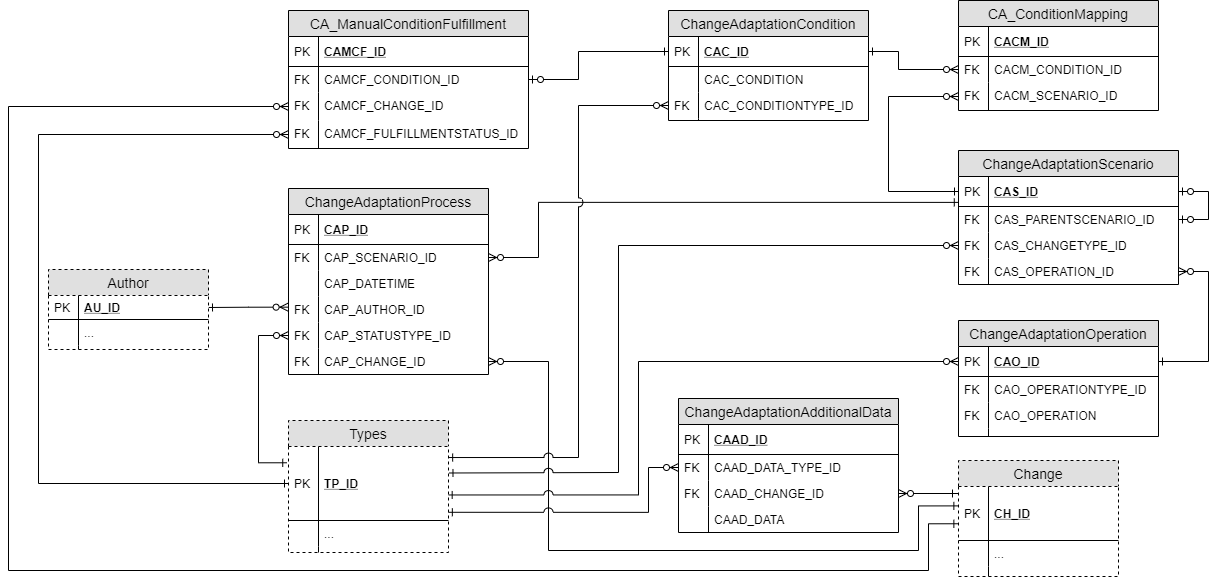 CA_ManualConditionFulfillment
PK CAMCF_ID
FK CAMCF_CONDITION_ID
FK CAMCF_CHANGE_ID
FK CAMCF_FULFILLMENTSTATUS_ID
ChangeAdaptationCondition
PK CAC_ID
CAC_CONDITION
FK CAC_CONDITIONTYPE_ID
CA_ConditionMapping
PK CACM_ID
FK CACM_CONDITION_ID
FK CACM_SCENARIO_ID
ChangeAdaptationScenario
PK CAS_ID
FK CAS_PARENTSCENARIO_ID
FK CAS_CHANGETYPE_ID
FK CAS_OPERATION_ID
ChangeAdaptationProcess
PK CAP_ID
FK CAP_SCENARIO_ID
CAP_DATETIME
FK CAP_AUTHOR_ID
FK CAP_STATUSTYPE_ID
FK CAP_CHANGE_ID
Author
PK AU_ID
...
ChangeAdaptationOperation
PK CAO_ID
FK CAO_OPERATIONTYPE_ID
FK CAO_OPERATION
Types
PK TP_ID
...
ChangeAdaptationAdditionalData
PK CAAD_ID
FK CAAD_DATA_TYPE_ID
FK CAAD_CHANGE_ID
CAAD_DATA
Change
PK CH_ID
...